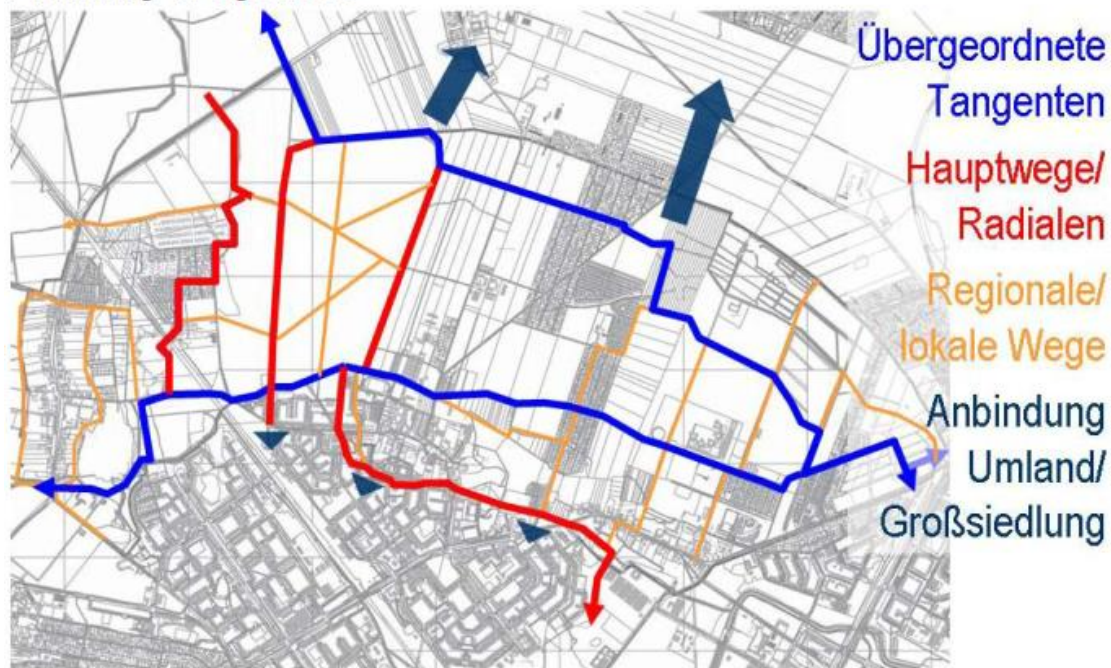 Übergeordnete
Tangenten
Hauptwege/
Radialen
Regionale/
lokale Wege
Anbindung
Umland/
Großsiedlung